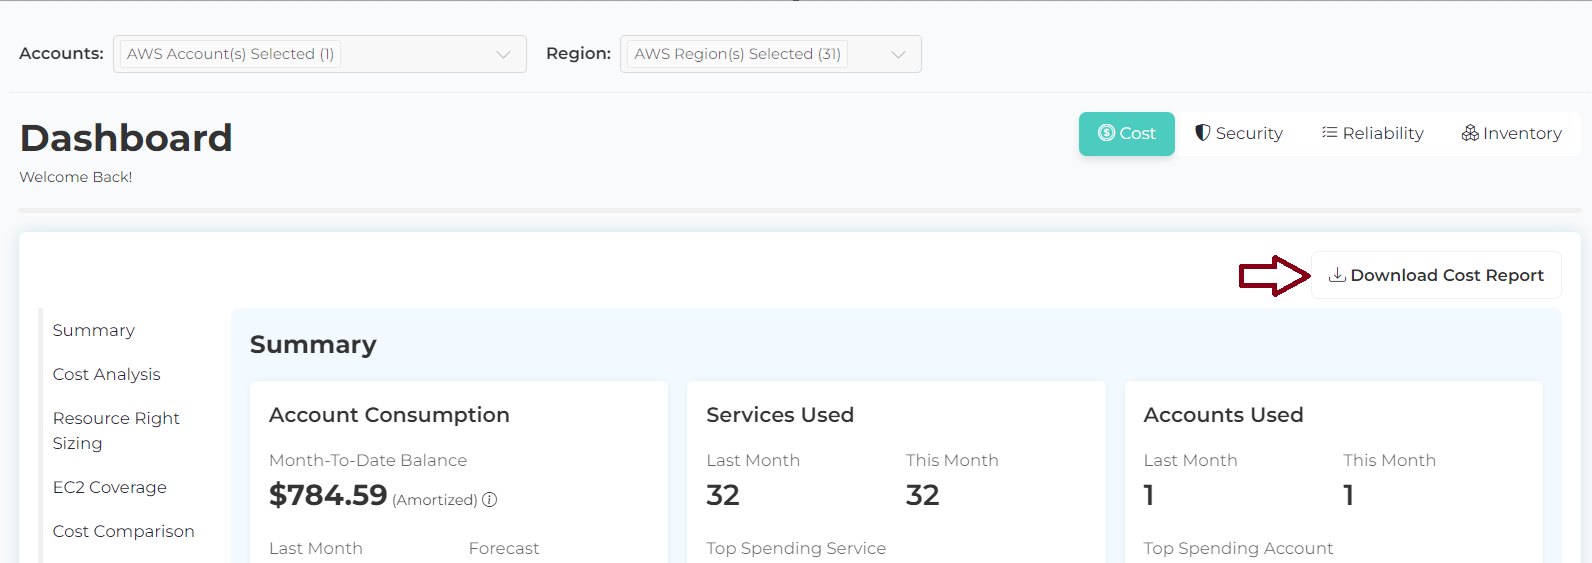 Accounts: AWS Account(s) Selected (1) Region: AWS Region(s) Selected (31)
Dashboard
Welcome Back!
Cost Security Reliability Inventory
Download Cost Report
Summary
Cost Analysis
Resource Right
Sizing
EC2 Coverage
Cost Comparison
Summary
Account Consumption
Month-To-Date Balance
$784.59 (Amortized)
Last Month Forecast
Services Used
Last Month This Month
32 32
Top Spending Service
Accounts Used
Last Month This Month
1 1
Top Spending Account